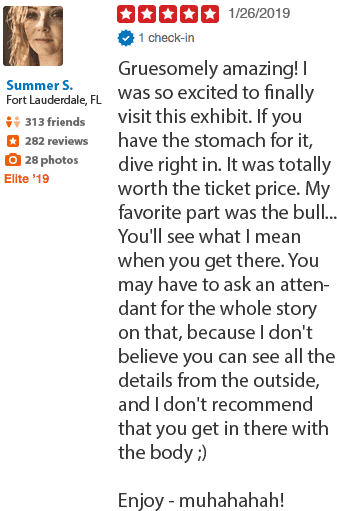 1/26/2019
1 check-in
Summer S.
Fort Lauderdale, FL
313 friends
282 reviews
28 photos
Elite '19
Gruesomely amazing! I
was so excited to finally
visit this exhibit. If you
have the stomach for it,
dive right in. It was totally
worth the ticket price. My
favorite part was the bull...
You'll see what I mean
when you get there. You
may have to ask an atten-
dant for the whole story
on that, because I don't
believe you can see all the
details from the outside,
and I don't recommend
that you get in there with
the body ;)
Enjoy - muhahahah!